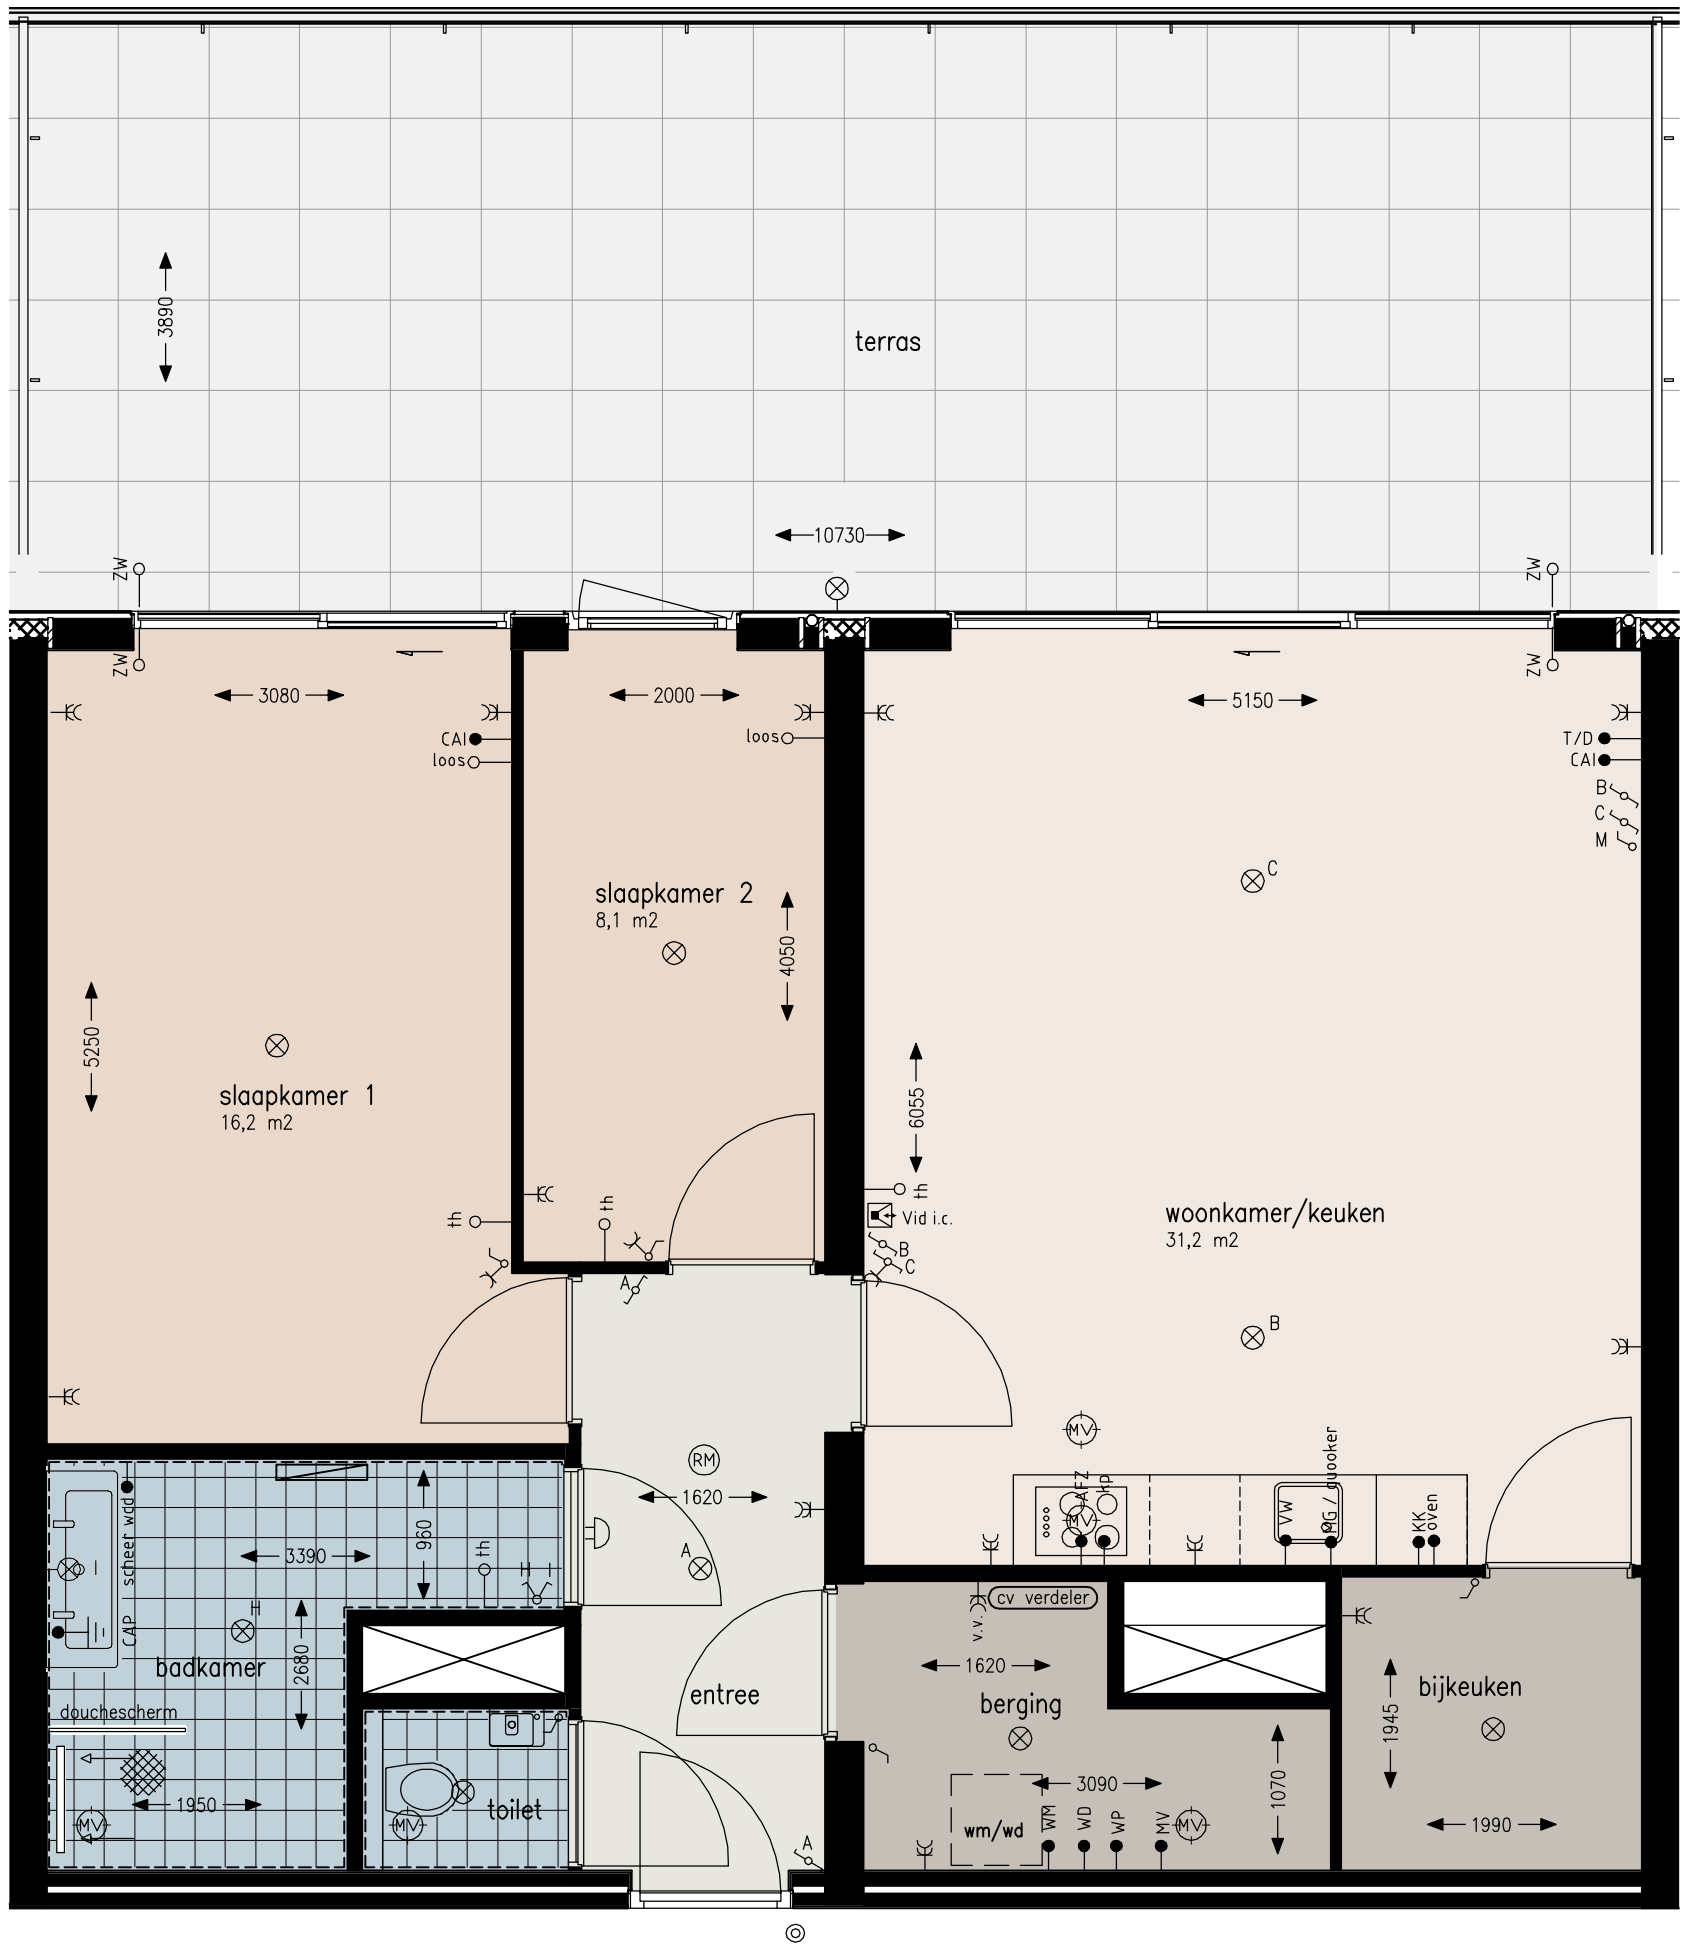 3890
terras
10730
ZW
ZW
ZW
ZW
3080
2000
5150
CAI
loos
loos
T/D
CAI
B
C
M
C
slaapkamer 2
8,1 m2
4050
5250
slaapkamer 1
16,2 m2
6055
th
th
th
Vid i.c.
B
C
woonkamer/keuken
31,2 m2
A
B
MV
RM
1620
AFZ
kp
MV
VW
MG / quooker
KK
oven
scheer wdd
CAP
3390
960
th
H
I
A
H
2680
badkamer
cv verdeler
v.v.
1620
berging
entree
bijkeuken
1945
douchescherm
1950
MV
MV
toilet
3090
1070
1990
wm/wd
WM
WD
WP
MV
MV
A